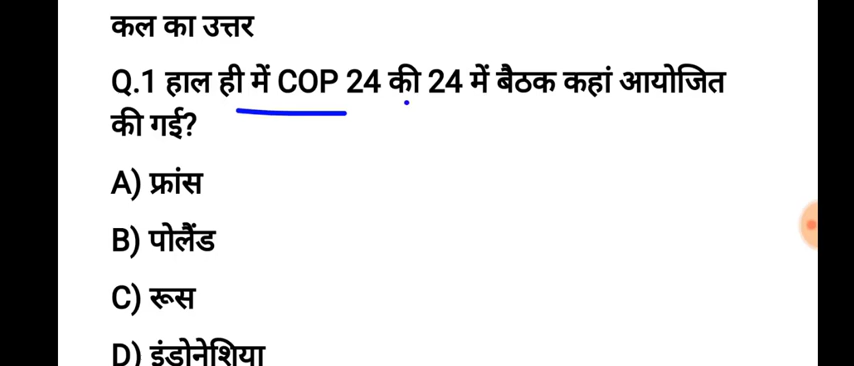 कल का उत्तर
Q.1 हाल ही में COP 24 की 24 में बैठक कहां आयोजित
की गई?
A) फ्रांस
B) पोलैंड
C) रूस
D) इंडोनेशिया